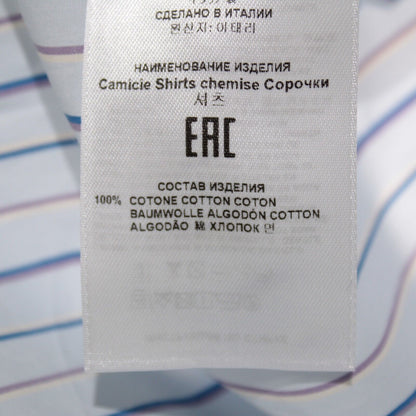 СДЕЛАНО В ИТАЛИИ
원산지: 이태리
НАИМЕНОВАНИЕ ИЗДЕЛИЯ
Camicie Shirts chemise Сорочки
셔츠
EAC
СОСТАВ ИЗДЕЛИЯ
100% COTONE COTTON COTON
BAUMWOLLE ALGODÓN COTTON
ALGODÃO 綿 ХЛОПОК 면